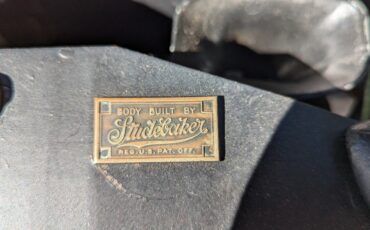 BODY BUILT BY
Studebaker
REG. U.S. PAT. OFF.